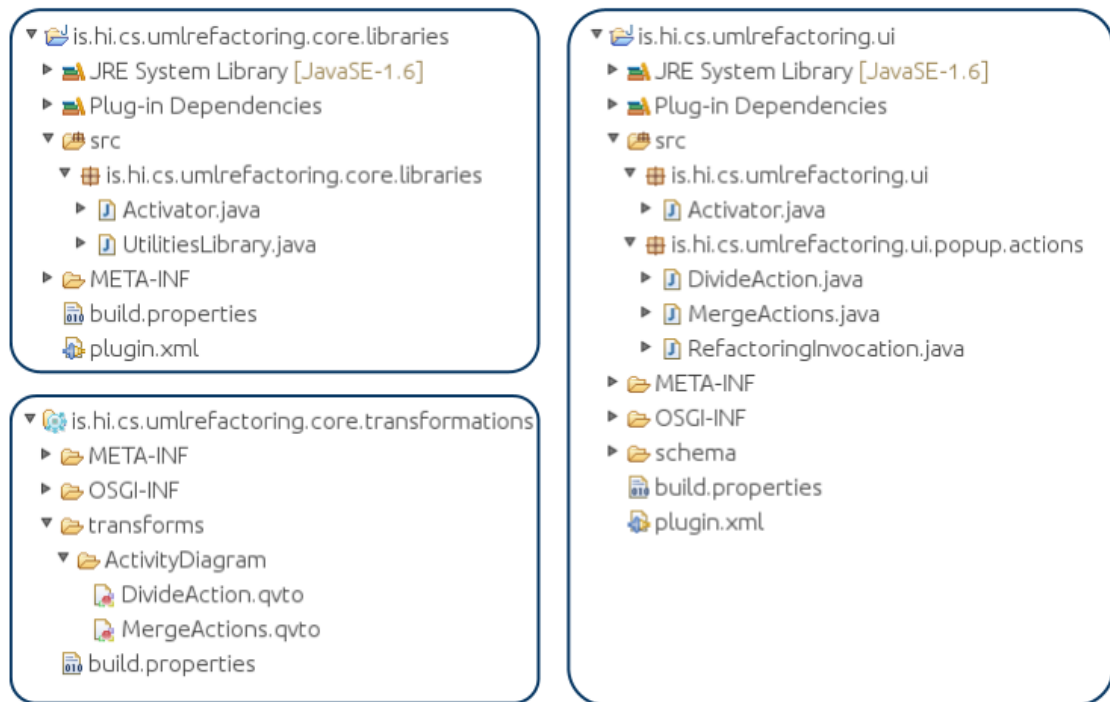 is.hi.cs.umlrefactoring.core.libraries
JRE System Library [JavaSE-1.6]
Plug-in Dependencies
src
is.hi.cs.umlrefactoring.core.libraries
Activator.java
UtilitiesLibrary.java
META-INF
build.properties
plugin.xml
is.hi.cs.umlrefactoring.core.transformations
META-INF
OSGI-INF
transforms
ActivityDiagram
DivideAction.qvto
MergeActions.qvto
build.properties
is.hi.cs.umlrefactoring.ui
JRE System Library [JavaSE-1.6]
Plug-in Dependencies
src
is.hi.cs.umlrefactoring.ui
Activator.java
is.hi.cs.umlrefactoring.ui.popup.actions
DivideAction.java
MergeActions.java
RefactoringInvocation.java
META-INF
OSGI-INF
schema
build.properties
plugin.xml